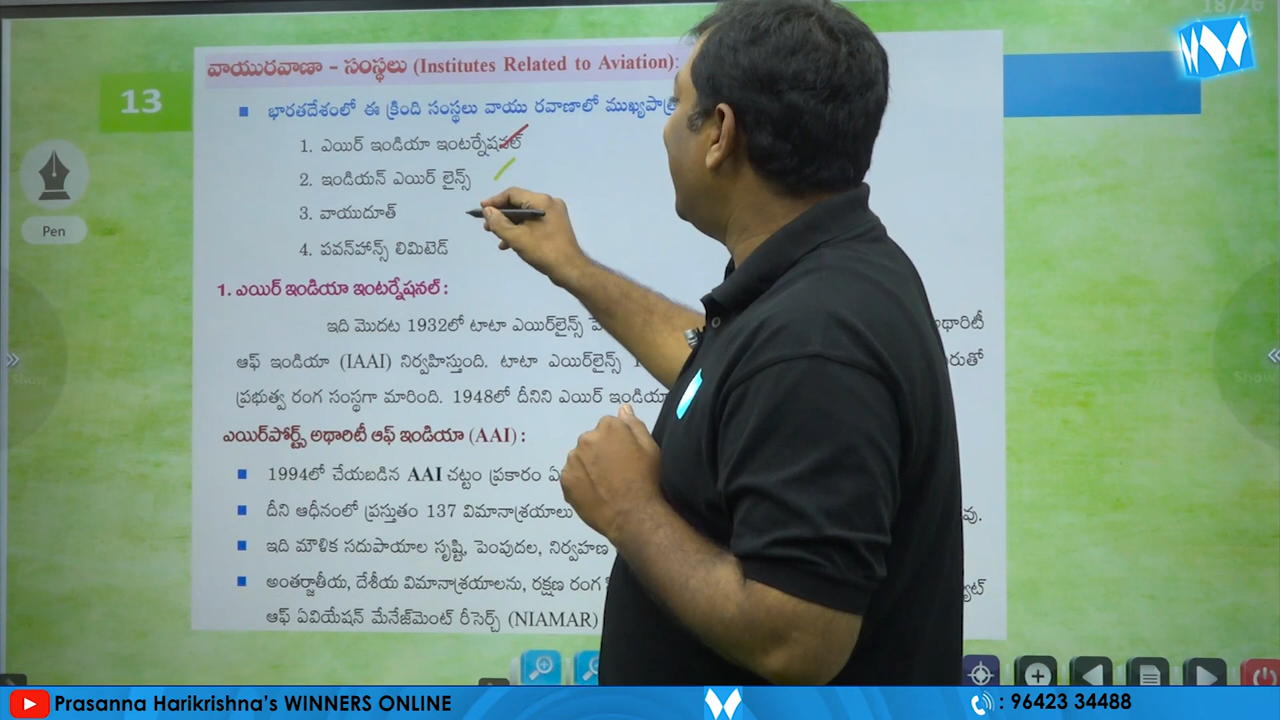 18/26
వాయురవాణా - సంస్థలు (Institutes Related to Aviation):
13
■ భారతదేశంలో ఈ క్రింది సంస్థలు వాయు రవాణాలో
1. ఎయిర్ ఇండియా ఇంటర్నేషనల్
2. ఇండియన్ ఎయిర్ లైన్స్
3. వాయుదూత్
4. పవన్‌హాన్స్ లిమిటెడ్
Pen
1. ఎయిర్ ఇండియా ఇంటర్నేషనల్ :
ఇది మొదట 1932లో టాటా ఎయిర్‌లైన్స్
ఆఫ్ ఇండియా (IAAI) నిర్వహిస్తుంది. టాటా ఎయిర్‌లైన్స్
ప్రభుత్వ రంగ సంస్థగా మారింది. 1948లో దీనిని ఎయిర్ ఇండియా
Show
ఎయిర్‌పోర్ట్స్ అథారిటీ ఆఫ్ ఇండియా (AAI) :
■ 1994లో చేయబడిన AAI చట్టం ప్రకారం
■ దీని ఆధీనంలో ప్రస్తుతం 137 విమానాశ్రయాలు
■ ఇది మౌళిక సదుపాయాల సృష్టి, పెంపుదల, నిర్వహణ
■ అంతర్జాతీయ, దేశీయ విమానాశ్రయాలను, రక్షణ రంగ
ఆఫ్ ఏవియేషన్ మేనేజ్‌మెంట్ రీసెర్చ్ (NIAMAR)
Prasanna Harikrishna's WINNERS ONLINE
: 96423 34488